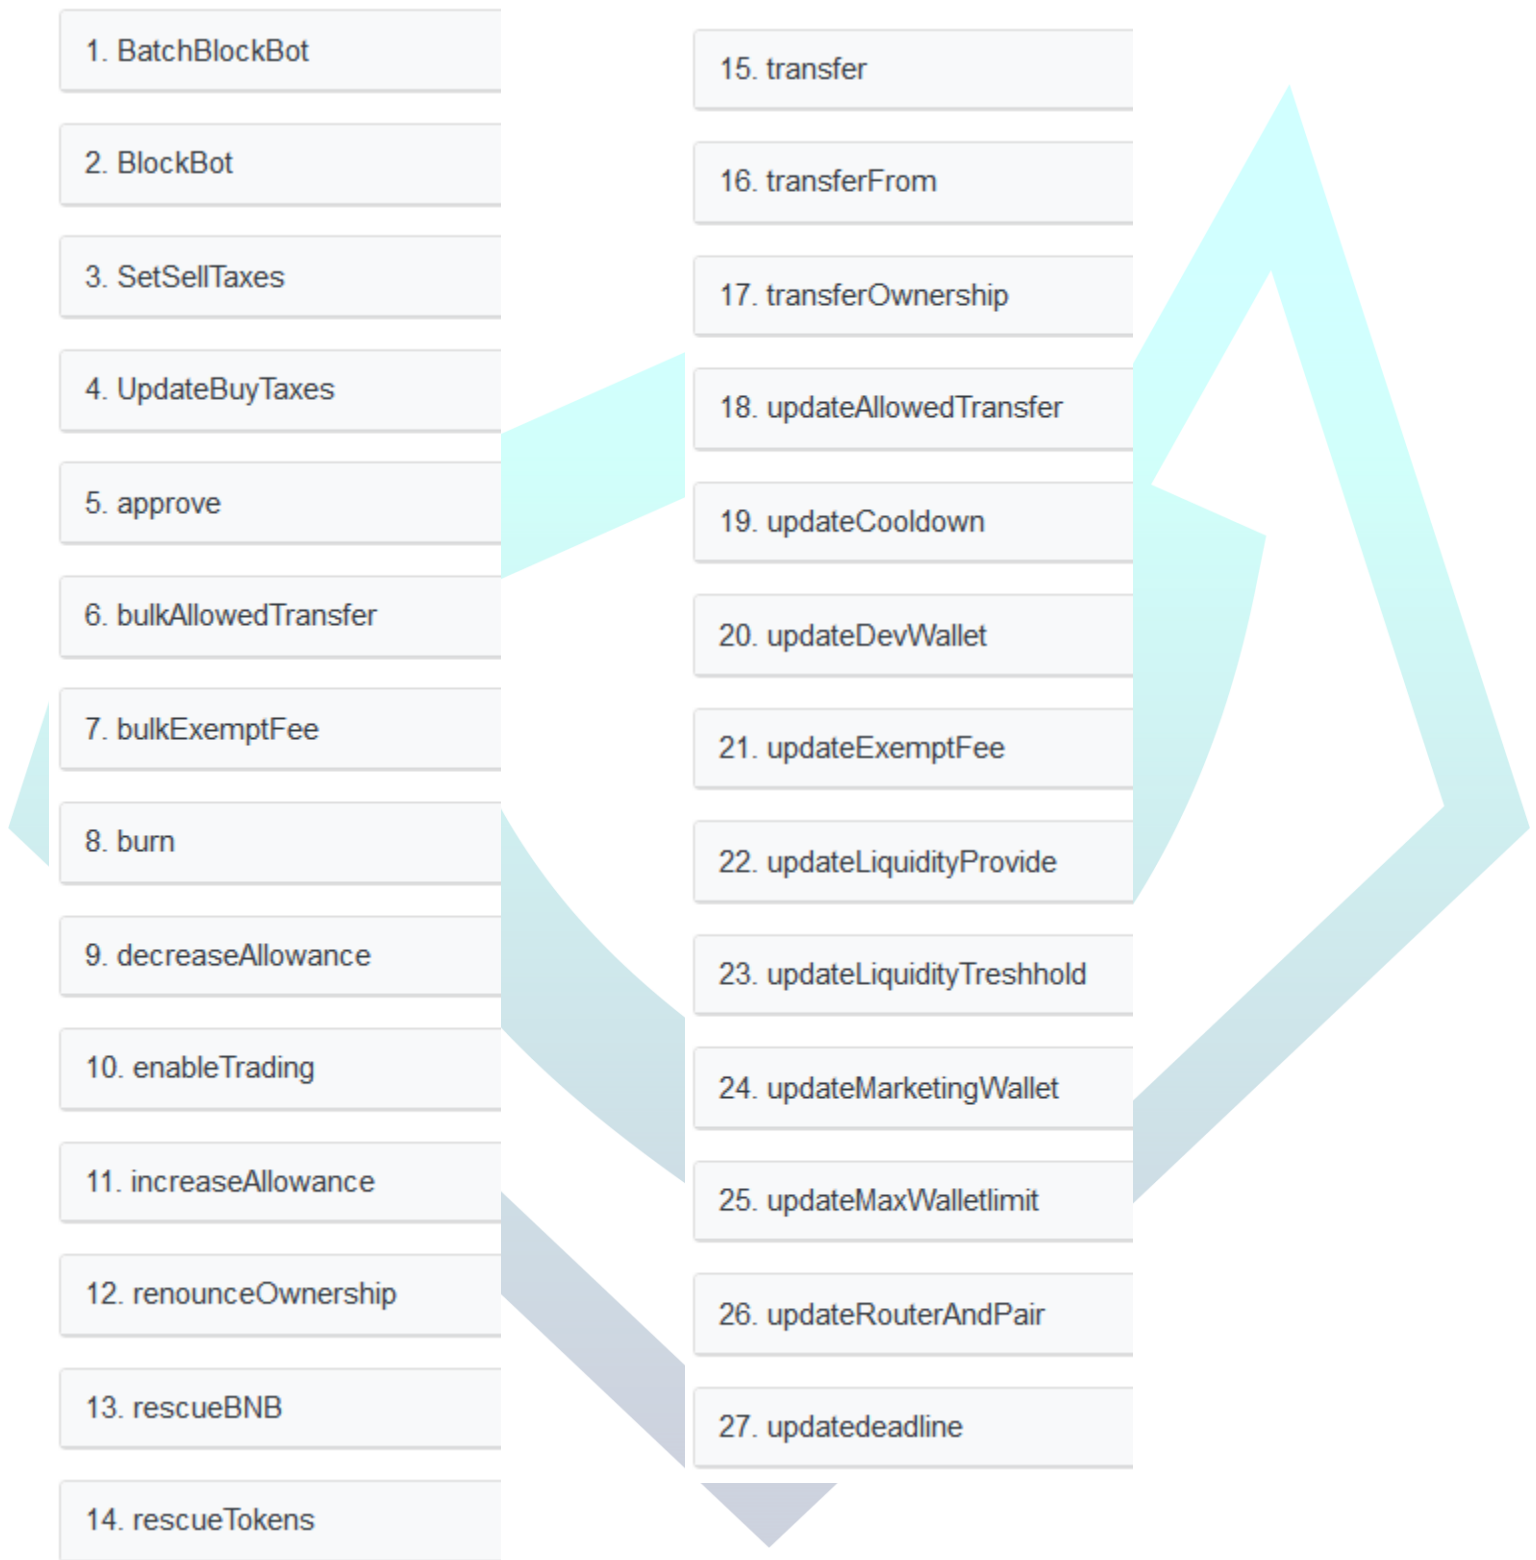 1. BatchBlockBot
2. BlockBot
3. SetSellTaxes
4. UpdateBuyTaxes
5. approve
6. bulkAllowedTransfer
7. bulkExemptFee
8. burn
9. decreaseAllowance
10. enableTrading
11. increaseAllowance
12. renounceOwnership
13. rescueBNB
14. rescueTokens
15. transfer
16. transferFrom
17. transferOwnership
18. updateAllowedTransfer
19. updateCooldown
20. updateDevWallet
21. updateExemptFee
22. updateLiquidityProvide
23. updateLiquidityTreshhold
24. updateMarketingWallet
25. updateMaxWalletlimit
26. updateRouterAndPair
27. updatedeadline